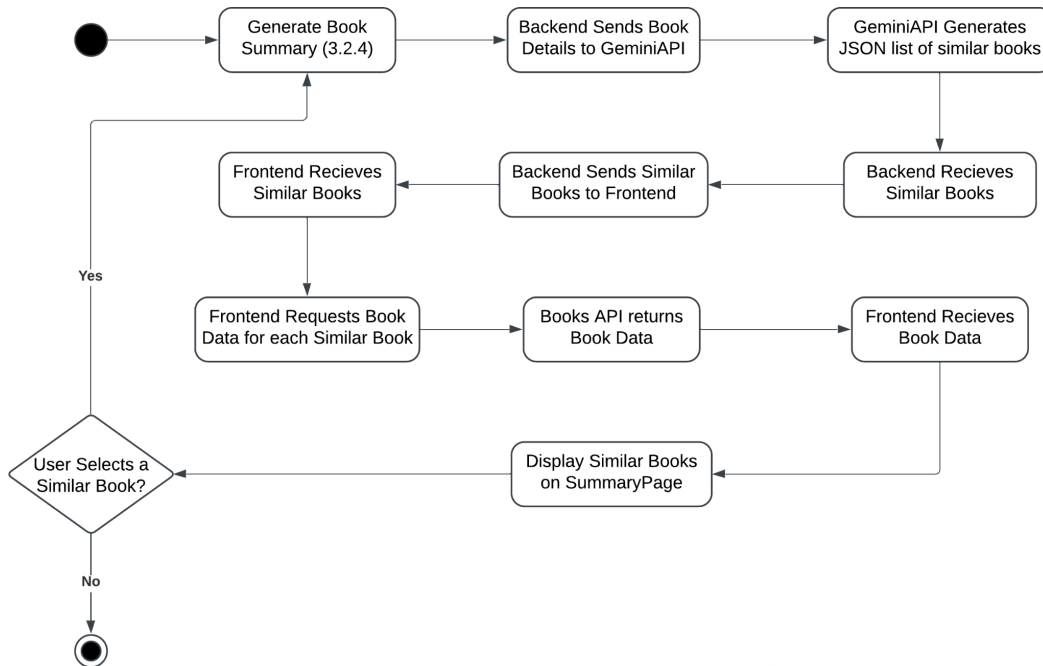 Generate Book
Summary (3.2.4)
Backend Sends Book
Details to GeminiAPI
GeminiAPI Generates
JSON list of similar books
Backend Recieves
Similar Books
Backend Sends Similar
Books to Frontend
Frontend Recieves
Similar Books
Frontend Requests Book
Data for each Similar Book
Books API returns
Book Data
Frontend Recieves
Book Data
Display Similar Books
on SummaryPage
User Selects a
Similar Book?
Yes
No